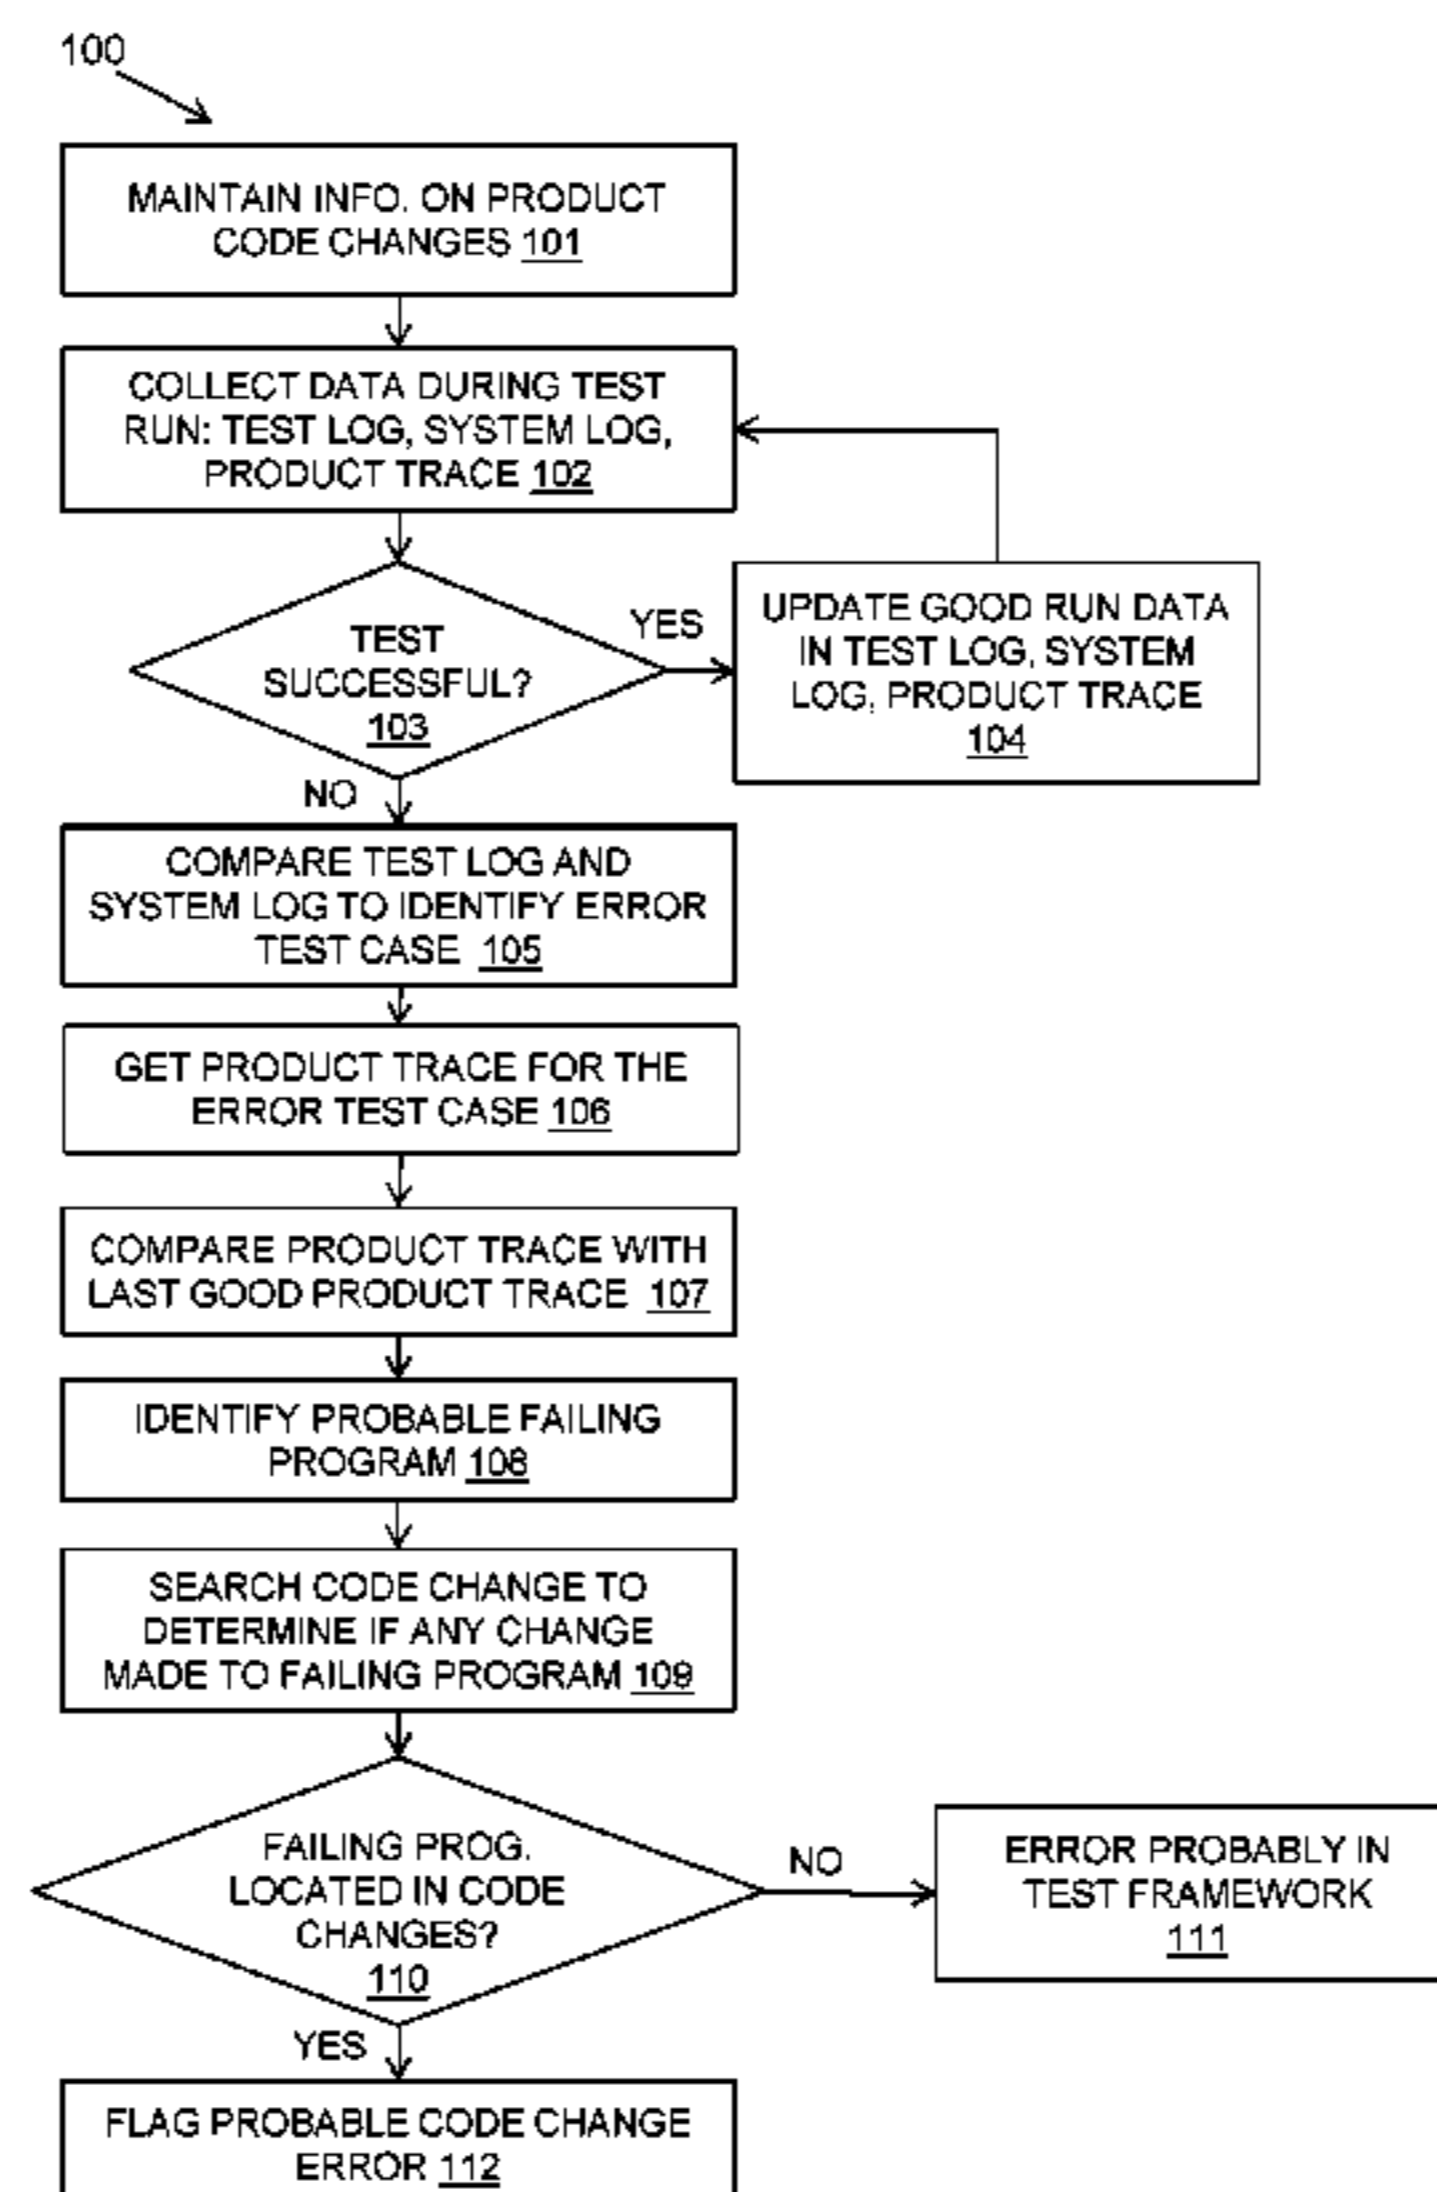 100
MAINTAIN INFO. ON PRODUCT
CODE CHANGES 101
COLLECT DATA DURING TEST
RUN: TEST LOG, SYSTEM LOG,
PRODUCT TRACE 102
TEST
SUCCESSFUL?
103
YES
UPDATE GOOD RUN DATA
IN TEST LOG, SYSTEM
LOG, PRODUCT TRACE
104
NO
COMPARE TEST LOG AND
SYSTEM LOG TO IDENTIFY ERROR
TEST CASE 105
GET PRODUCT TRACE FOR THE
ERROR TEST CASE 106
COMPARE PRODUCT TRACE WITH
LAST GOOD PRODUCT TRACE 107
IDENTIFY PROBABLE FAILING
PROGRAM 108
SEARCH CODE CHANGE TO
DETERMINE IF ANY CHANGE
MADE TO FAILING PROGRAM 109
FAILING PROG.
LOCATED IN CODE
CHANGES?
110
NO
ERROR PROBABLY IN
TEST FRAMEWORK
111
YES
FLAG PROBABLE CODE CHANGE
ERROR 112